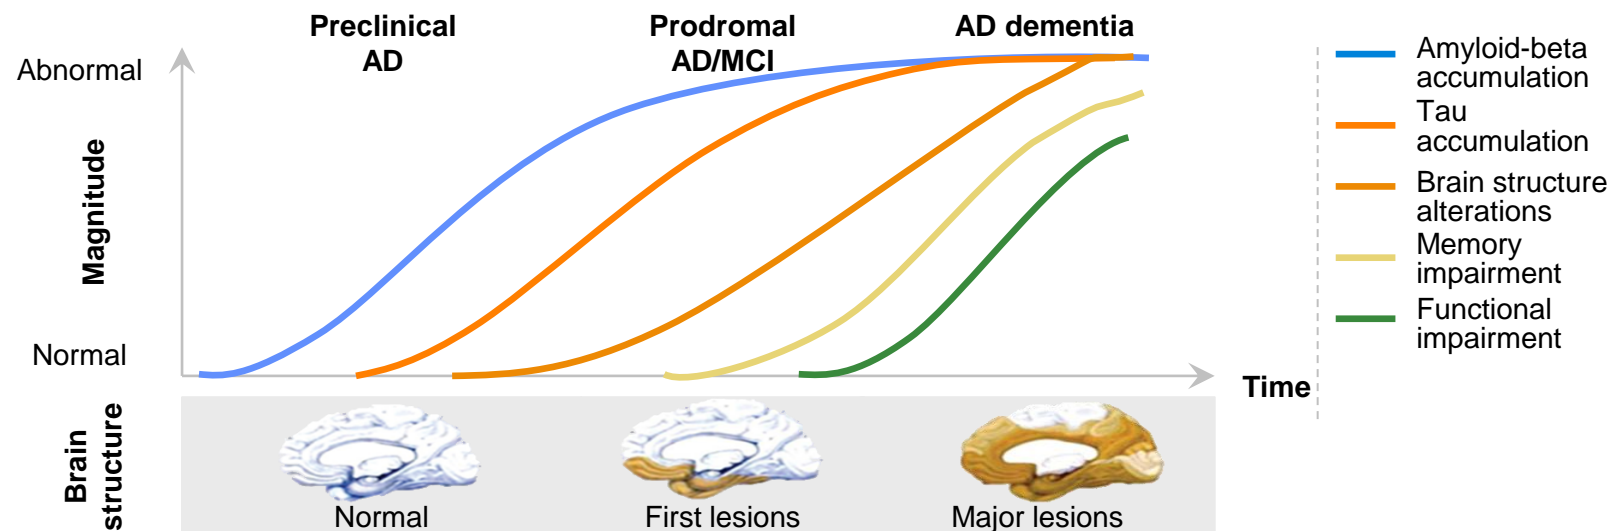 Preclinical
AD
Prodromal
AD/MCI
AD dementia
Abnormal
Magnitude
Normal
Time
Amyloid-beta
accumulation
Tau
accumulation
Brain structure
alterations
Memory
impairment
Functional
impairment
Brain
structure
Normal
First lesions
Major lesions